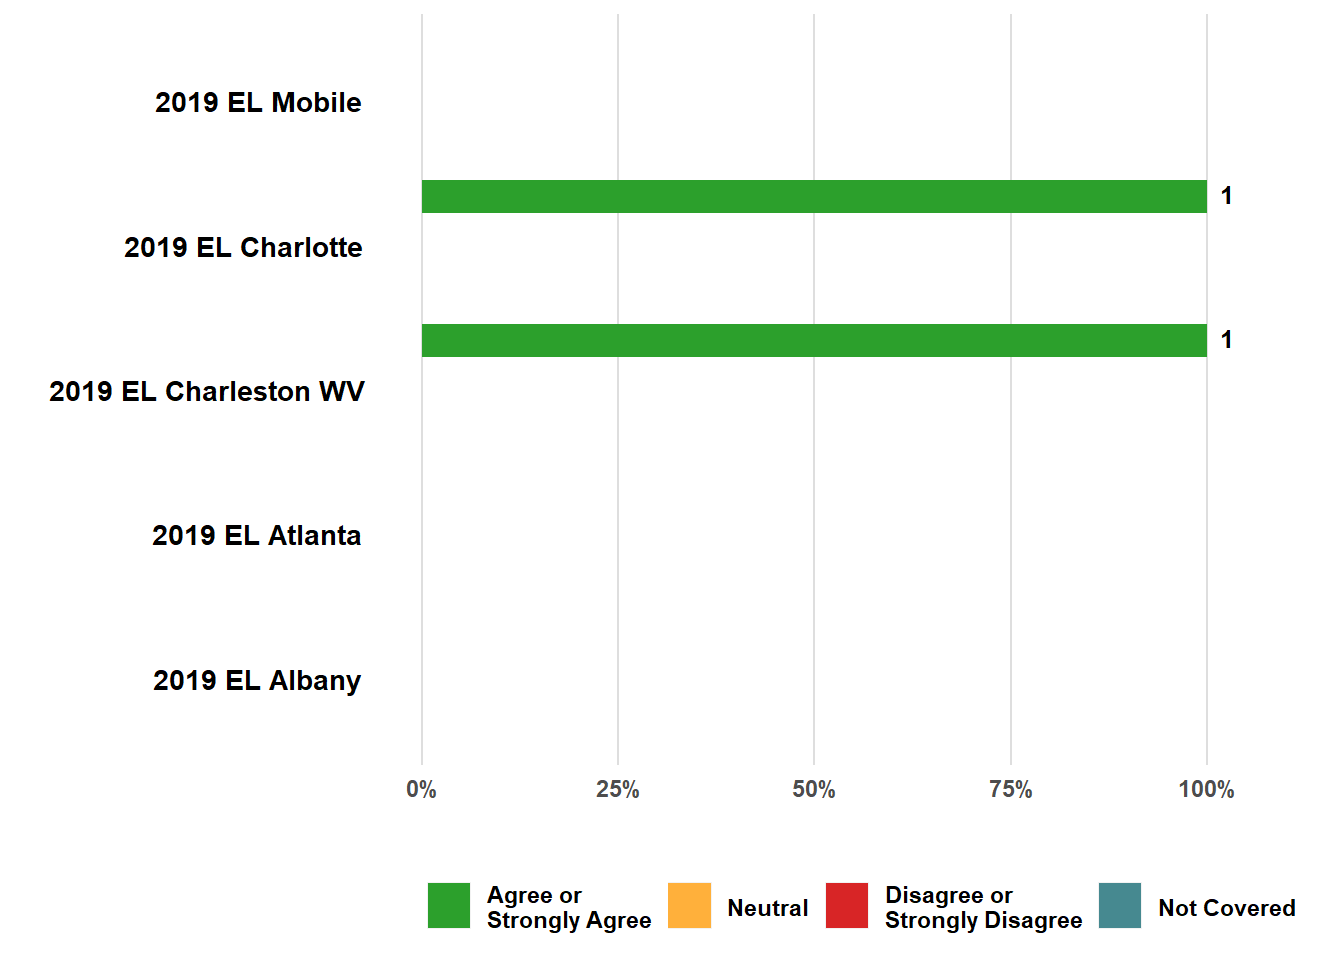 2019 EL Mobile
1
2019 EL Charlotte
1
2019 EL Charleston WV
2019 EL Atlanta
2019 EL Albany
0% 25% 50% 75% 100%
Agree or
Strongly Agree
Neutral
Disagree or
Strongly Disagree
Not Covered